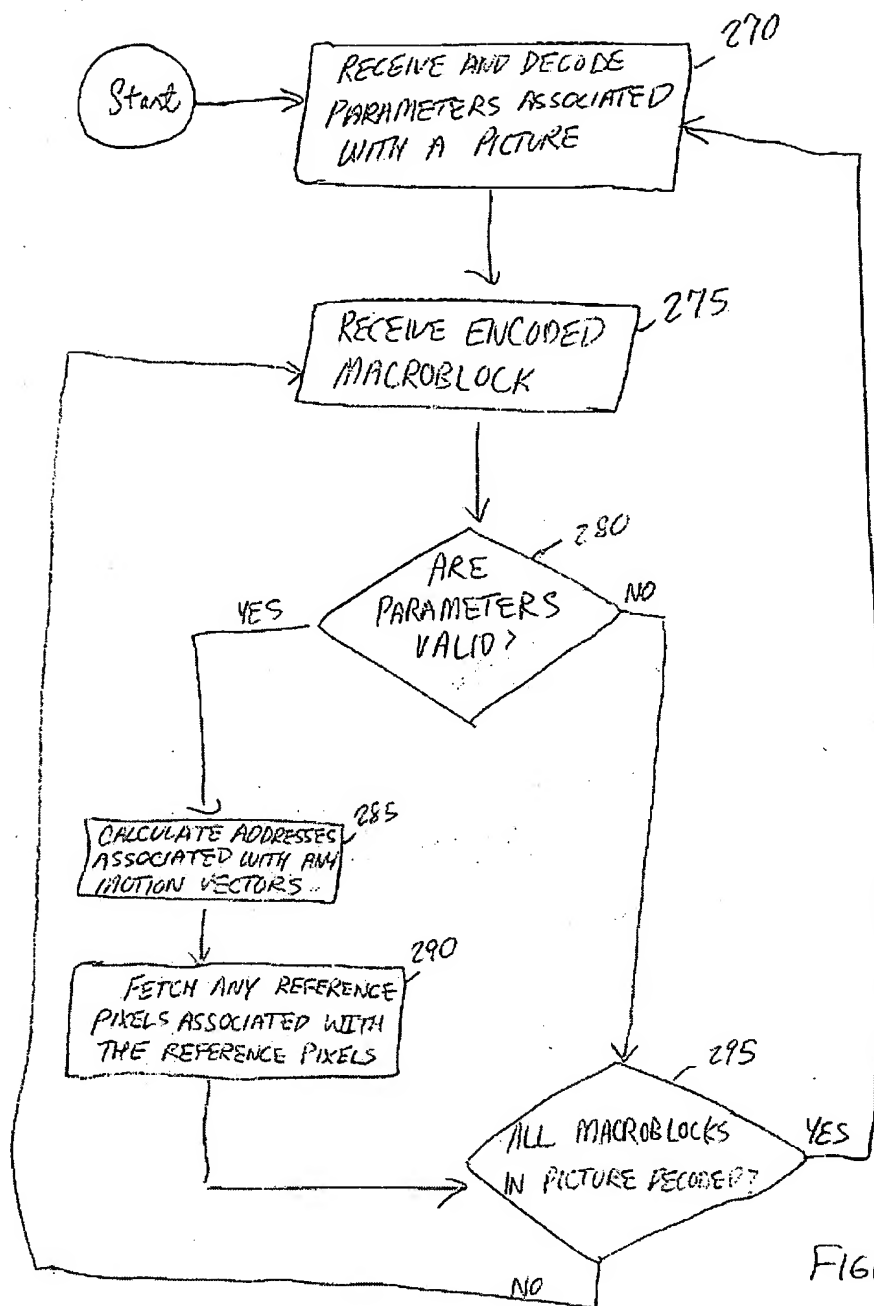 270
Start
RECEIVE AND DECODE
PARAMETERS ASSOCIATED
WITH A PICTURE
275
RECEIVE ENCODED
MACROBLOCK
280
ARE
PARAMETERS
VALID?
YES
NO
285
CALCULATE ADDRESSES
ASSOCIATED WITH ANY
MOTION VECTORS
290
FETCH ANY REFERENCE
PIXELS ASSOCIATED WITH
THE REFERENCE PIXELS
295
ALL MACROBLOCKS
IN PICTURE DECODED?
YES
NO